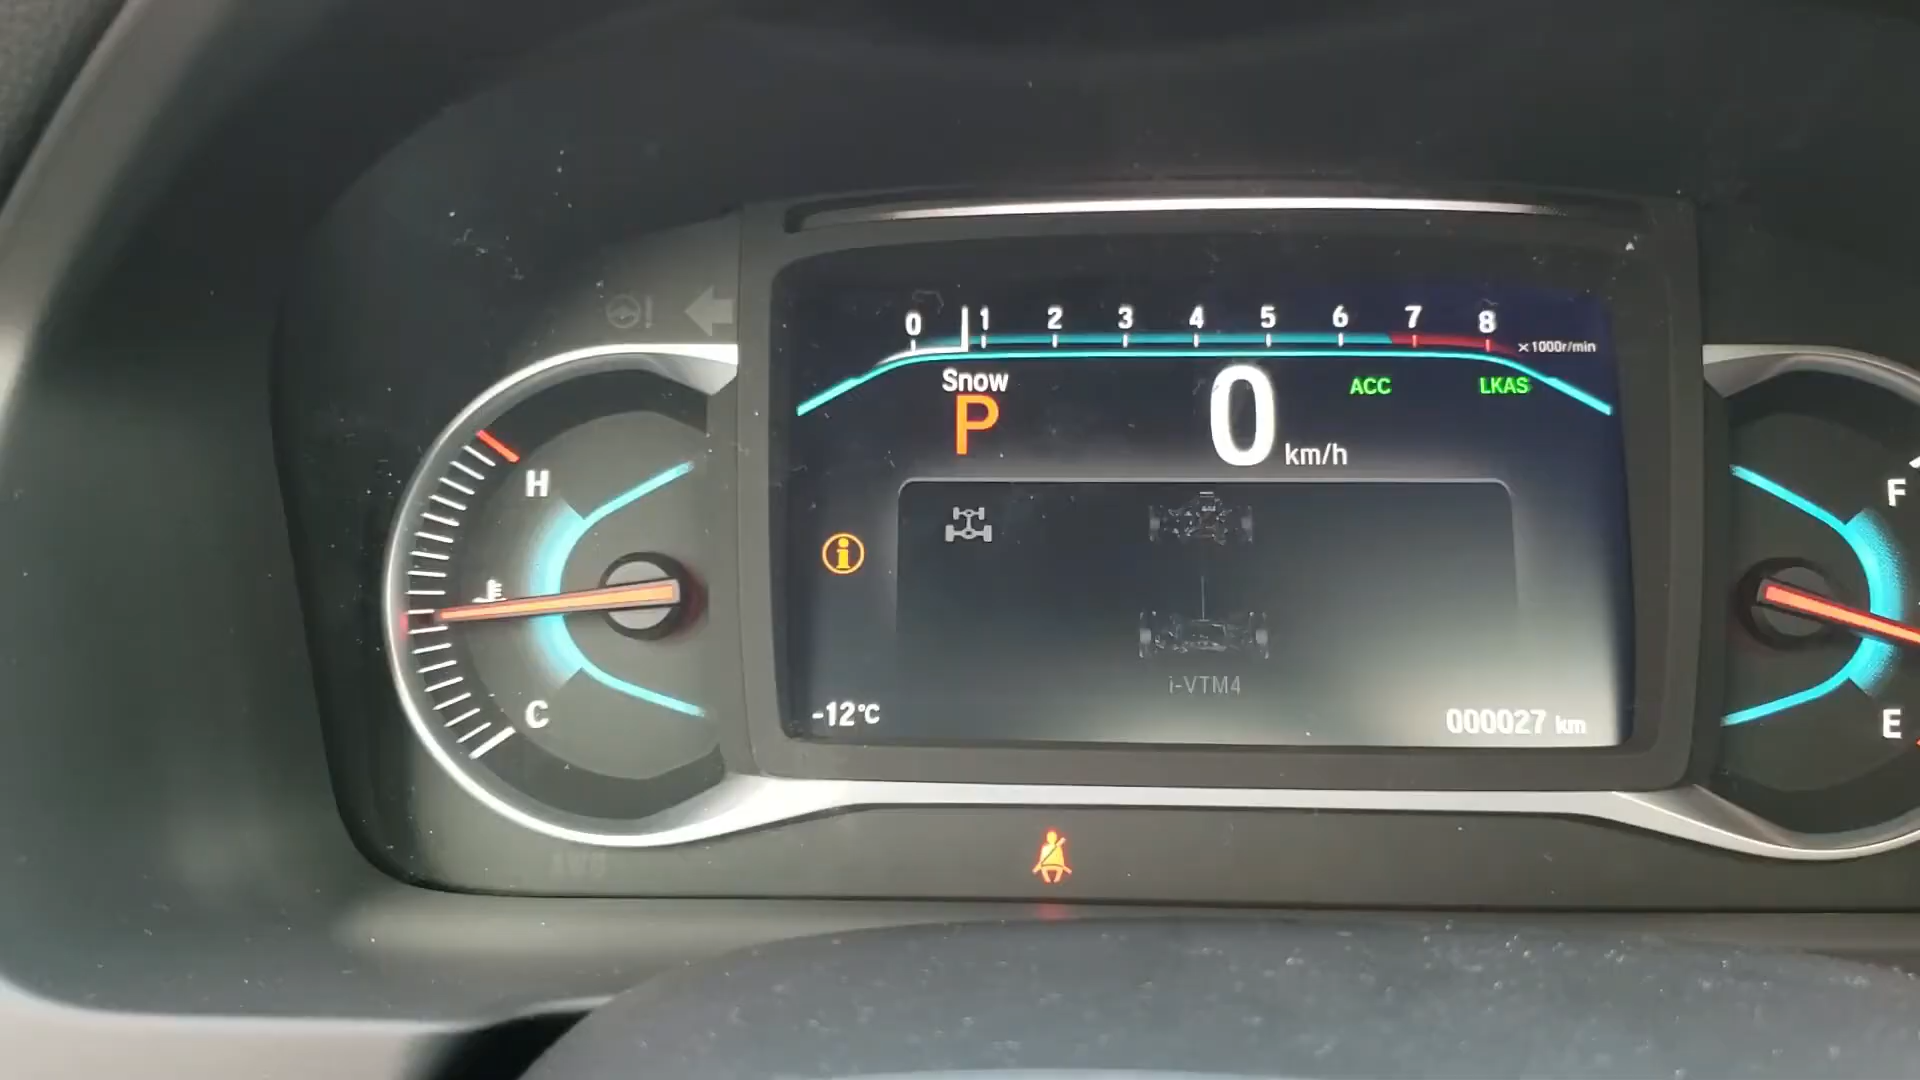 0 1 2 3 4 5 6 7 8 ×1000r/min
Snow
P
0 km/h
ACC
LKAS
H
C
F
E
i-VTM4
-12°C
000027 km